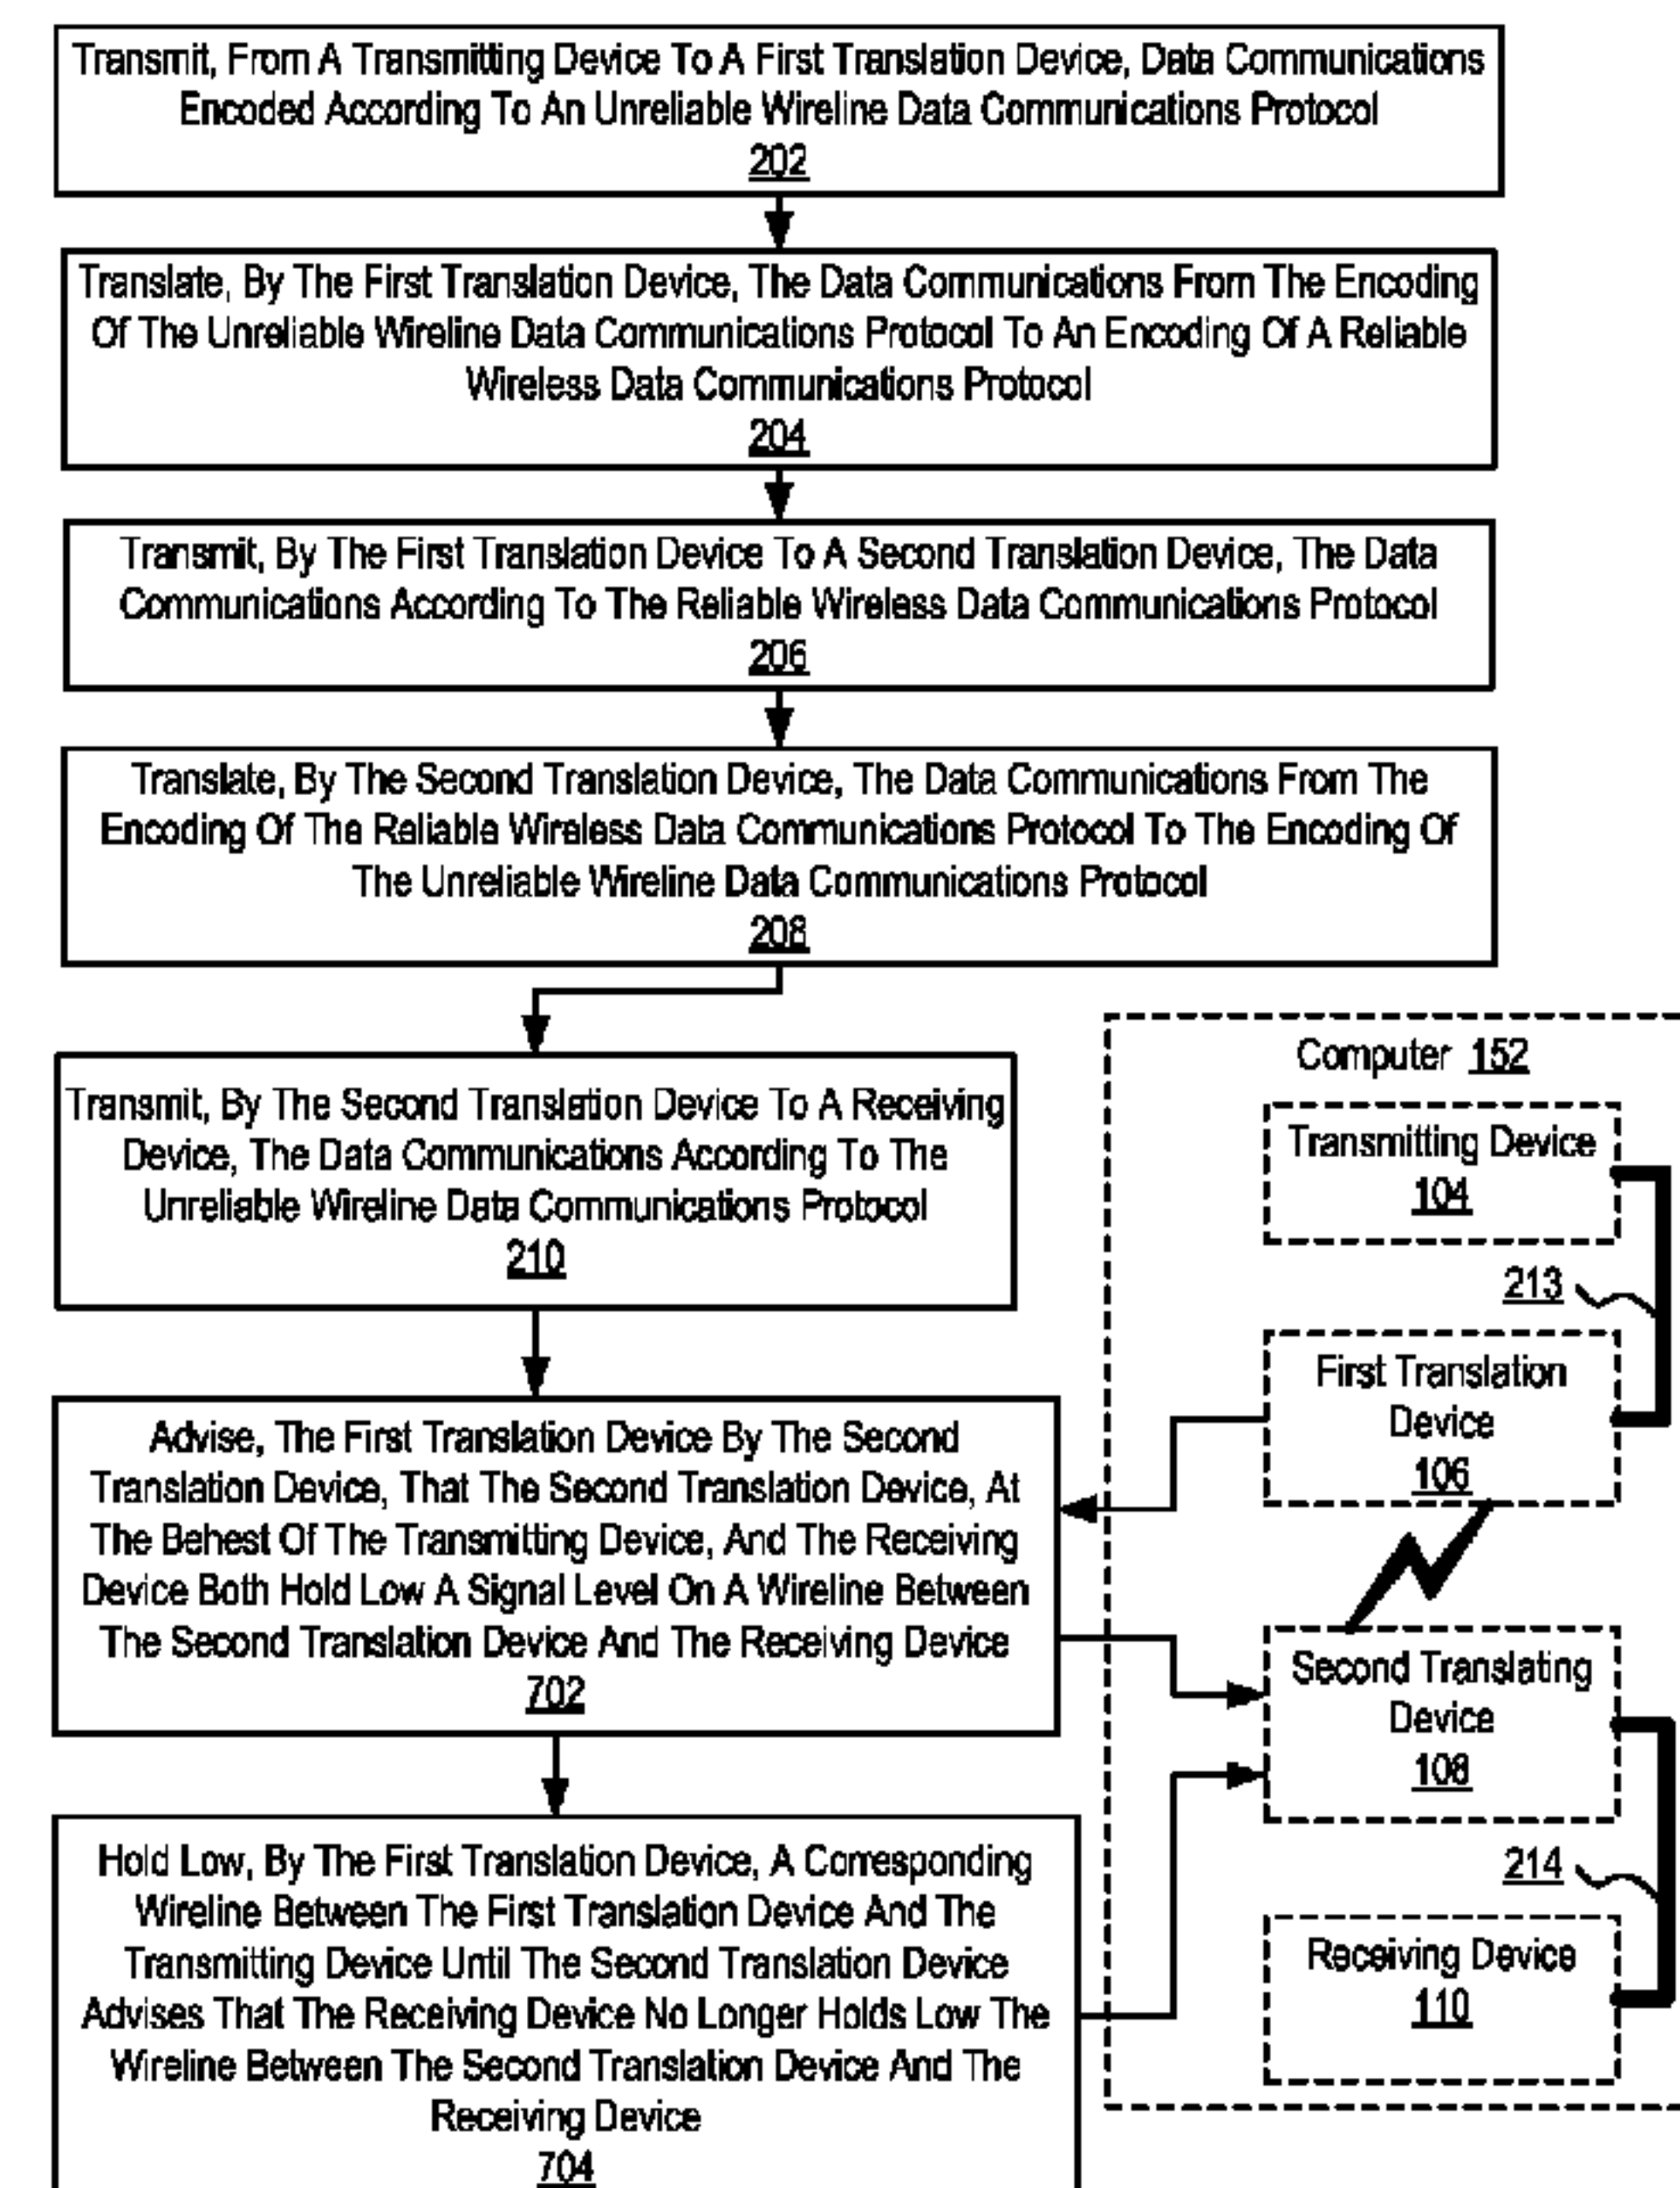 Transmit, From A Transmitting Device To A First Translation Device, Data Communications
Encoded According To An Unreliable Wireline Data Communications Protocol
202
Translate, By The First Translation Device, The Data Communications From The Encoding
Of The Unreliable Wireline Data Communications Protocol To An Encoding Of A Reliable
Wireless Data Communications Protocol
204
Transmit, By The First Translation Device To A Second Translation Device, The Data
Communications According To The Reliable Wireless Data Communications Protocol
206
Translate, By The Second Translation Device, The Data Communications From The
Encoding Of The Reliable Wireless Data Communications Protocol To The Encoding Of
The Unreliable Wireline Data Communications Protocol
208
Transmit, By The Second Translation Device To A Receiving
Device, The Data Communications According To The
Unreliable Wireline Data Communications Protocol
210
Advise, The First Translation Device By The Second
Translation Device, That The Second Translation Device, At
The Behest Of The Transmitting Device, And The Receiving
Device Both Hold Low A Signal Level On A Wireline Between
The Second Translation Device And The Receiving Device
702
Hold Low, By The First Translation Device, A Corresponding
Wireline Between The First Translation Device And The
Transmitting Device Until The Second Translation Device
Advises That The Receiving Device No Longer Holds Low The
Wireline Between The Second Translation Device And The
Receiving Device
704
Computer 152
Transmitting Device
104
213
First Translation
Device
106
Second Translating
Device
108
214
Receiving Device
110